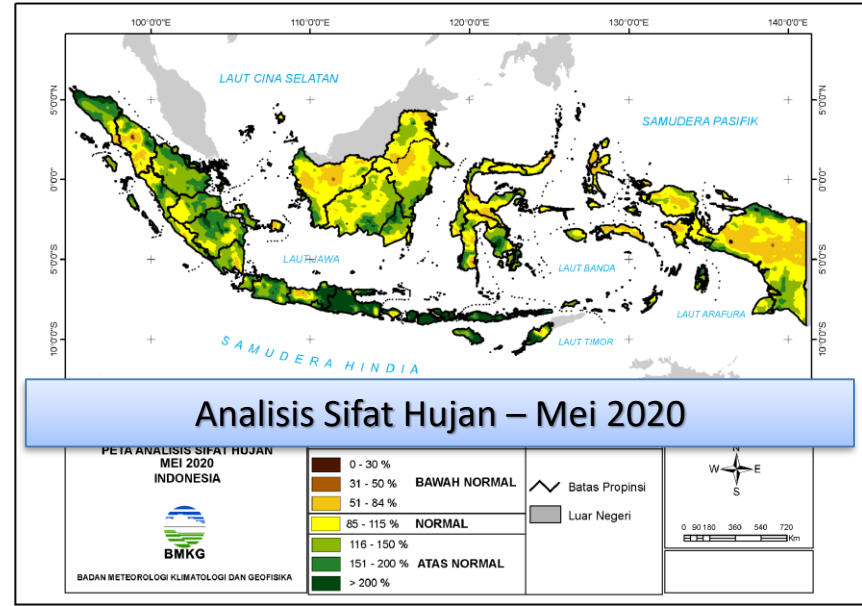 100°0'0"E 110°0'0"E 120°0'0"E 130°0'0"E 140°0'0"E
LAUT CINA SELATAN
SAMUDERA PASIFIK
5°0'0"N 5°0'0"N
0°0'0" 0°0'0"
5°0'0"S 5°0'0"S
10°0'0"S 10°0'0"S
LAUT JAWA
LAUT BANDA
LAUT ARAFURA
LAUT TIMOR
SAMUDERA HINDIA
Analisis Sifat Hujan – Mei 2020
PETA ANALISIS SIFAT HUJAN
MEI 2020
INDONESIA
BMKG
BADAN METEOROLOGI KLIMATOLOGI DAN GEOFISIKA
0 - 30 %
31 - 50 % BAWAH NORMAL
51 - 84 %
85 - 115 % NORMAL
116 - 150 %
151 - 200 % ATAS NORMAL
> 200 %
Batas Propinsi
Luar Negeri
N
W E
S
0 90 180 360 540 720
Km